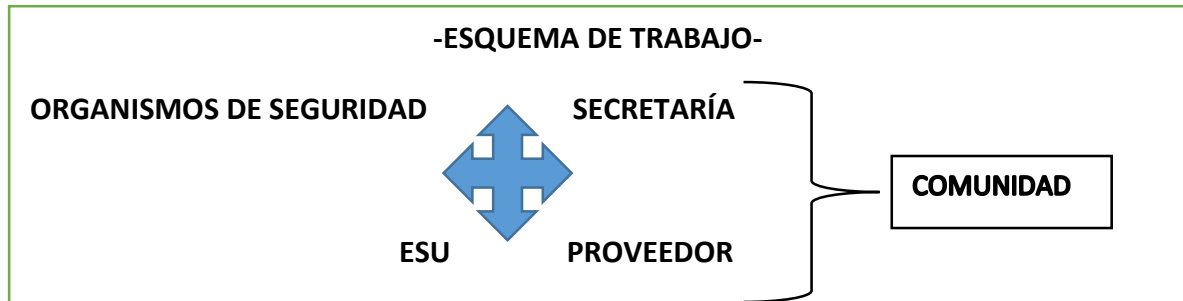 -ESQUEMA DE TRABAJO-
ORGANISMOS DE SEGURIDAD SECRETARÍA
COMUNIDAD
ESU PROVEEDOR